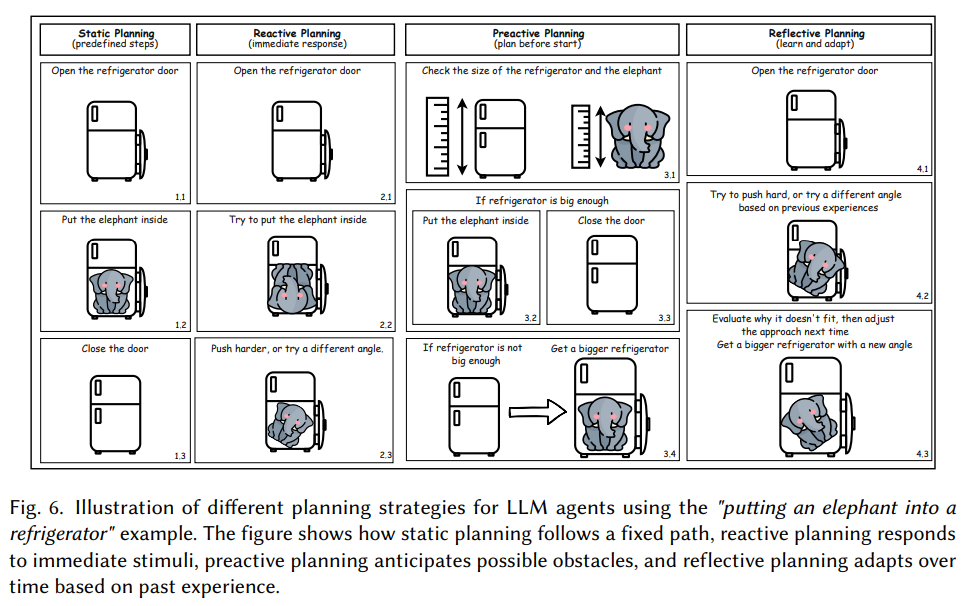 Static Planning
(predefined steps)
Reactive Planning
(immediate response)
Preactive Planning
(plan before start)
Reflective Planning
(learn and adapt)
Open the refrigerator door
1.1
Put the elephant inside
1.2
Close the door
1.3
Open the refrigerator door
2.1
Try to put the elephant inside
2.2
Push harder, or try a different angle.
2.3
Check the size of the refrigerator and the elephant
3.1
If refrigerator is big enough
Put the elephant inside
3.2
Close the door
3.3
If refrigerator is not
big enough
Get a bigger refrigerator
3.4
Open the refrigerator door
4.1
Try to push hard, or try a different angle
based on previous experiences
4.2
Evaluate why it doesn't fit, then adjust
the approach next time
Get a bigger refrigerator with a new angle
4.3
Fig. 6. Illustration of different planning strategies for LLM agents using the "putting an elephant into a
refrigerator" example. The figure shows how static planning follows a fixed path, reactive planning responds
to immediate stimuli, preactive planning anticipates possible obstacles, and reflective planning adapts over
time based on past experience.